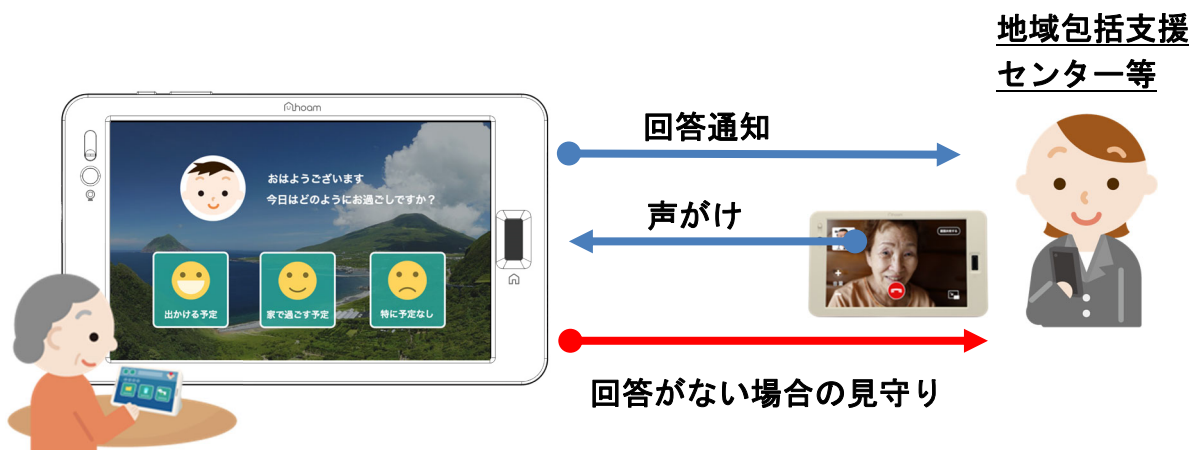 地域包括支援
センター等
hoam
回答通知
おはようございます
今日はどのようにお過ごしですか？
声がけ
出かける予定
家で過ごす予定
特に予定なし
回答がない場合の見守り